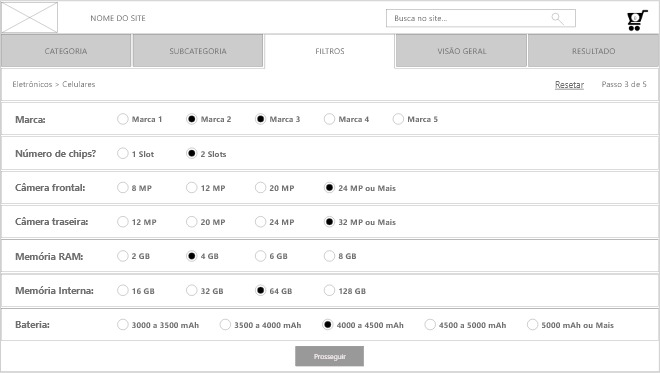 NOME DO SITE Busca no site...
CATEGORIA SUBCATEGORIA FILTROS VISÃO GERAL RESULTADO
Eletrônicos > Celulares Resetar Passo 3 de 5
Marca: Marca 1 Marca 2 Marca 3 Marca 4 Marca 5
Número de chips? 1 Slot 2 Slots
Câmera frontal: 8 MP 12 MP 20 MP 24 MP ou Mais
Câmera traseira: 12 MP 20 MP 24 MP 32 MP ou Mais
Memória RAM: 2 GB 4 GB 6 GB 8 GB
Memória Interna: 16 GB 32 GB 64 GB 128 GB
Bateria: 3000 a 3500 mAh 3500 a 4000 mAh 4000 a 4500 mAh 4500 a 5000 mAh 5000 mAh ou Mais
Prosseguir